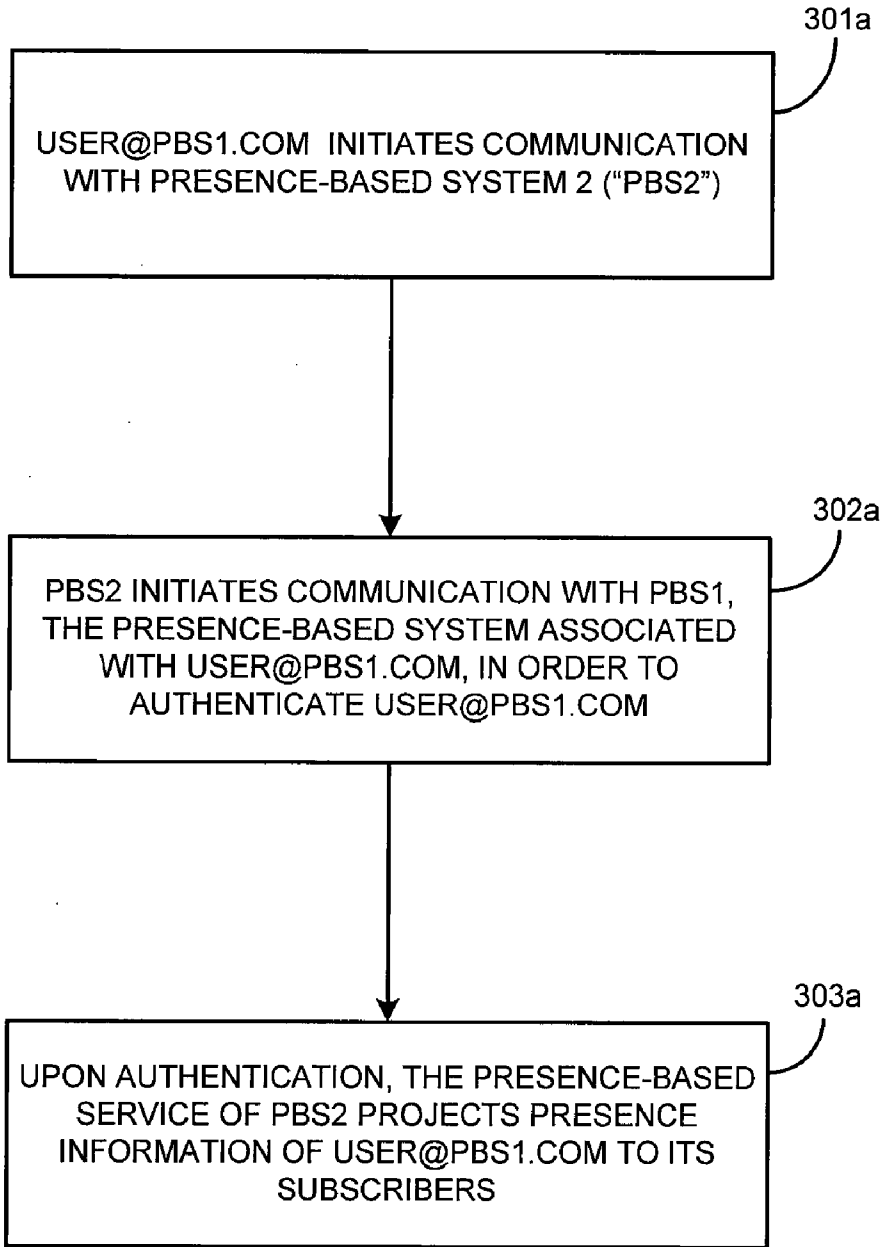 301a
USER@PBS1.COM INITIATES COMMUNICATION
WITH PRESENCE-BASED SYSTEM 2 (“PBS2”)
302a
PBS2 INITIATES COMMUNICATION WITH PBS1,
THE PRESENCE-BASED SYSTEM ASSOCIATED
WITH USER@PBS1.COM, IN ORDER TO
AUTHENTICATE USER@PBS1.COM
303a
UPON AUTHENTICATION, THE PRESENCE-BASED
SERVICE OF PBS2 PROJECTS PRESENCE
INFORMATION OF USER@PBS1.COM TO ITS
SUBSCRIBERS